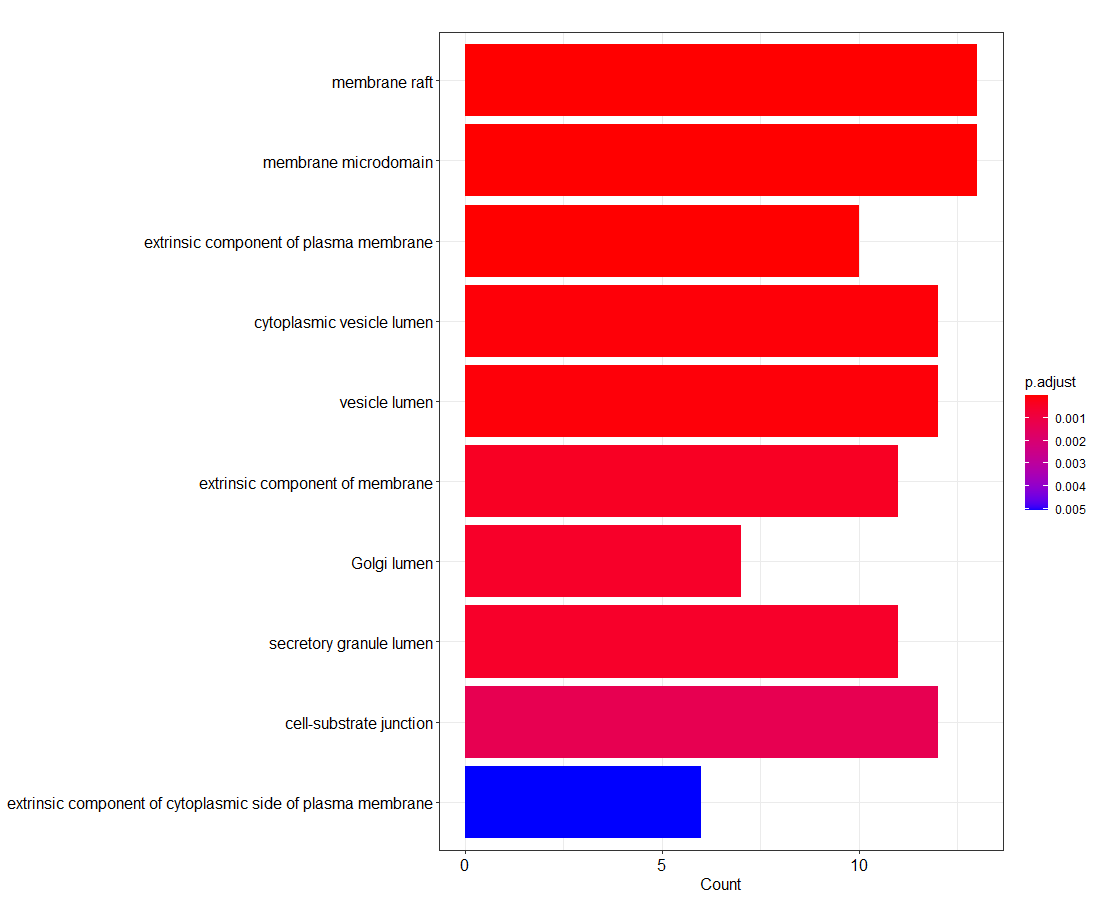 membrane raft
membrane microdomain
extrinsic component of plasma membrane
cytoplasmic vesicle lumen
vesicle lumen
extrinsic component of membrane
Golgi lumen
secretory granule lumen
cell-substrate junction
extrinsic component of cytoplasmic side of plasma membrane
0 5 10
Count
p.adjust
0.001
0.002
0.003
0.004
0.005